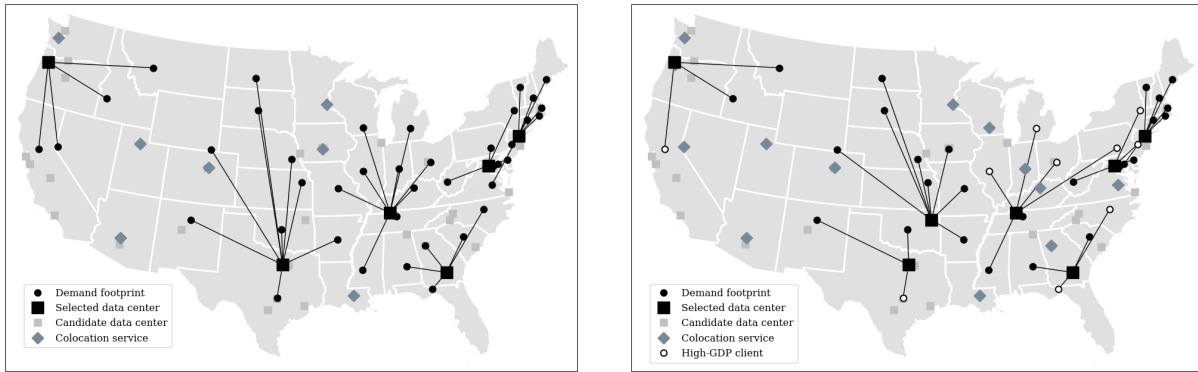 Demand footprint
Selected data center
Candidate data center
Colocation service
Demand footprint
Selected data center
Candidate data center
Colocation service
High-GDP client